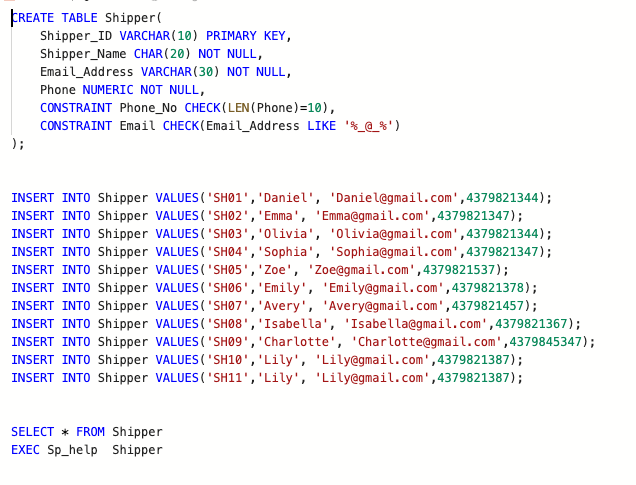 CREATE TABLE Shipper(
    Shipper_ID VARCHAR(10) PRIMARY KEY,
    Shipper_Name CHAR(20) NOT NULL,
    Email_Address VARCHAR(30) NOT NULL,
    Phone NUMERIC NOT NULL,
    CONSTRAINT Phone_No CHECK(LEN(Phone)=10),
    CONSTRAINT Email CHECK(Email_Address LIKE '%_@_%')
);
INSERT INTO Shipper VALUES('SH01','Daniel', 'Daniel@gmail.com',4379821344);
INSERT INTO Shipper VALUES('SH02','Emma', 'Emma@gmail.com',4379821347);
INSERT INTO Shipper VALUES('SH03','Olivia', 'Olivia@gmail.com',4379821344);
INSERT INTO Shipper VALUES('SH04','Sophia', 'Sophia@gmail.com',4379821347);
INSERT INTO Shipper VALUES('SH05','Zoe', 'Zoe@gmail.com',4379821537);
INSERT INTO Shipper VALUES('SH06','Emily', 'Emily@gmail.com',4379821378);
INSERT INTO Shipper VALUES('SH07','Avery', 'Avery@gmail.com',4379821457);
INSERT INTO Shipper VALUES('SH08','Isabella', 'Isabella@gmail.com',4379821367);
INSERT INTO Shipper VALUES('SH09','Charlotte', 'Charlotte@gmail.com',4379845347);
INSERT INTO Shipper VALUES('SH10','Lily', 'Lily@gmail.com',4379821387);
INSERT INTO Shipper VALUES('SH11','Lily', 'Lily@gmail.com',4379821387);
SELECT * FROM Shipper
EXEC Sp_help  Shipper